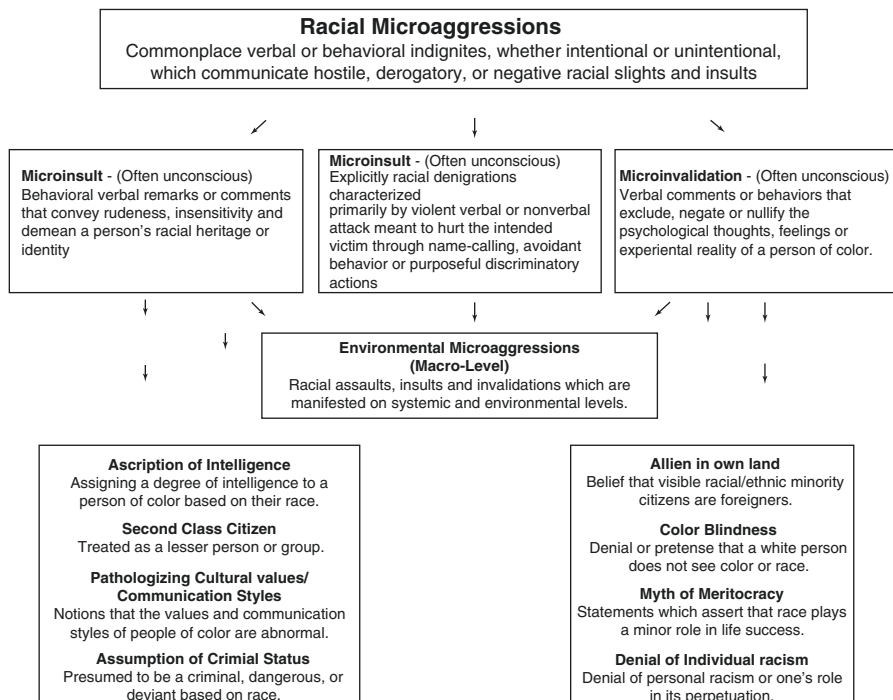 Racial Microaggressions
Commonplace verbal or behavioral indignites, whether intentional or unintentional,
which communicate hostile, derogatory, or negative racial slights and insults
Microinsult - (Often unconscious)
Behavioral verbal remarks or comments
that convey rudeness, insensitivity and
demean a person's racial heritage or
identity
Microinsult - (Often unconscious)
Explicitly racial denigrations
characterized
primarily by violent verbal or nonverbal
attack meant to hurt the intended
victim through name-calling, avoidant
behavior or purposeful discriminatory
actions
Microinvalidation - (Often unconscious)
Verbal comments or behaviors that
exclude, negate or nullify the
psychological thoughts, feelings or
experiential reality of a person of color.
Environmental Microaggressions
(Macro-Level)
Racial assaults, insults and invalidations which are
manifested on systemic and environmental levels.
Ascription of Intelligence
Assigning a degree of intelligence to a
person of color based on their race.
Second Class Citizen
Treated as a lesser person or group.
Pathologizing Cultural values/
Communication Styles
Notions that the values and communication
styles of people of color are abnormal.
Assumption of Crimial Status
Presumed to be a criminal, dangerous, or
deviant based on race.
Allien in own land
Belief that visible racial/ethnic minority
citizens are foreigners.
Color Blindness
Denial or pretense that a white person
does not see color or race.
Myth of Meritocracy
Statements which assert that race plays
a minor role in life success.
Denial of Individual racism
Denial of personal racism or one's role
in its perpetuation.